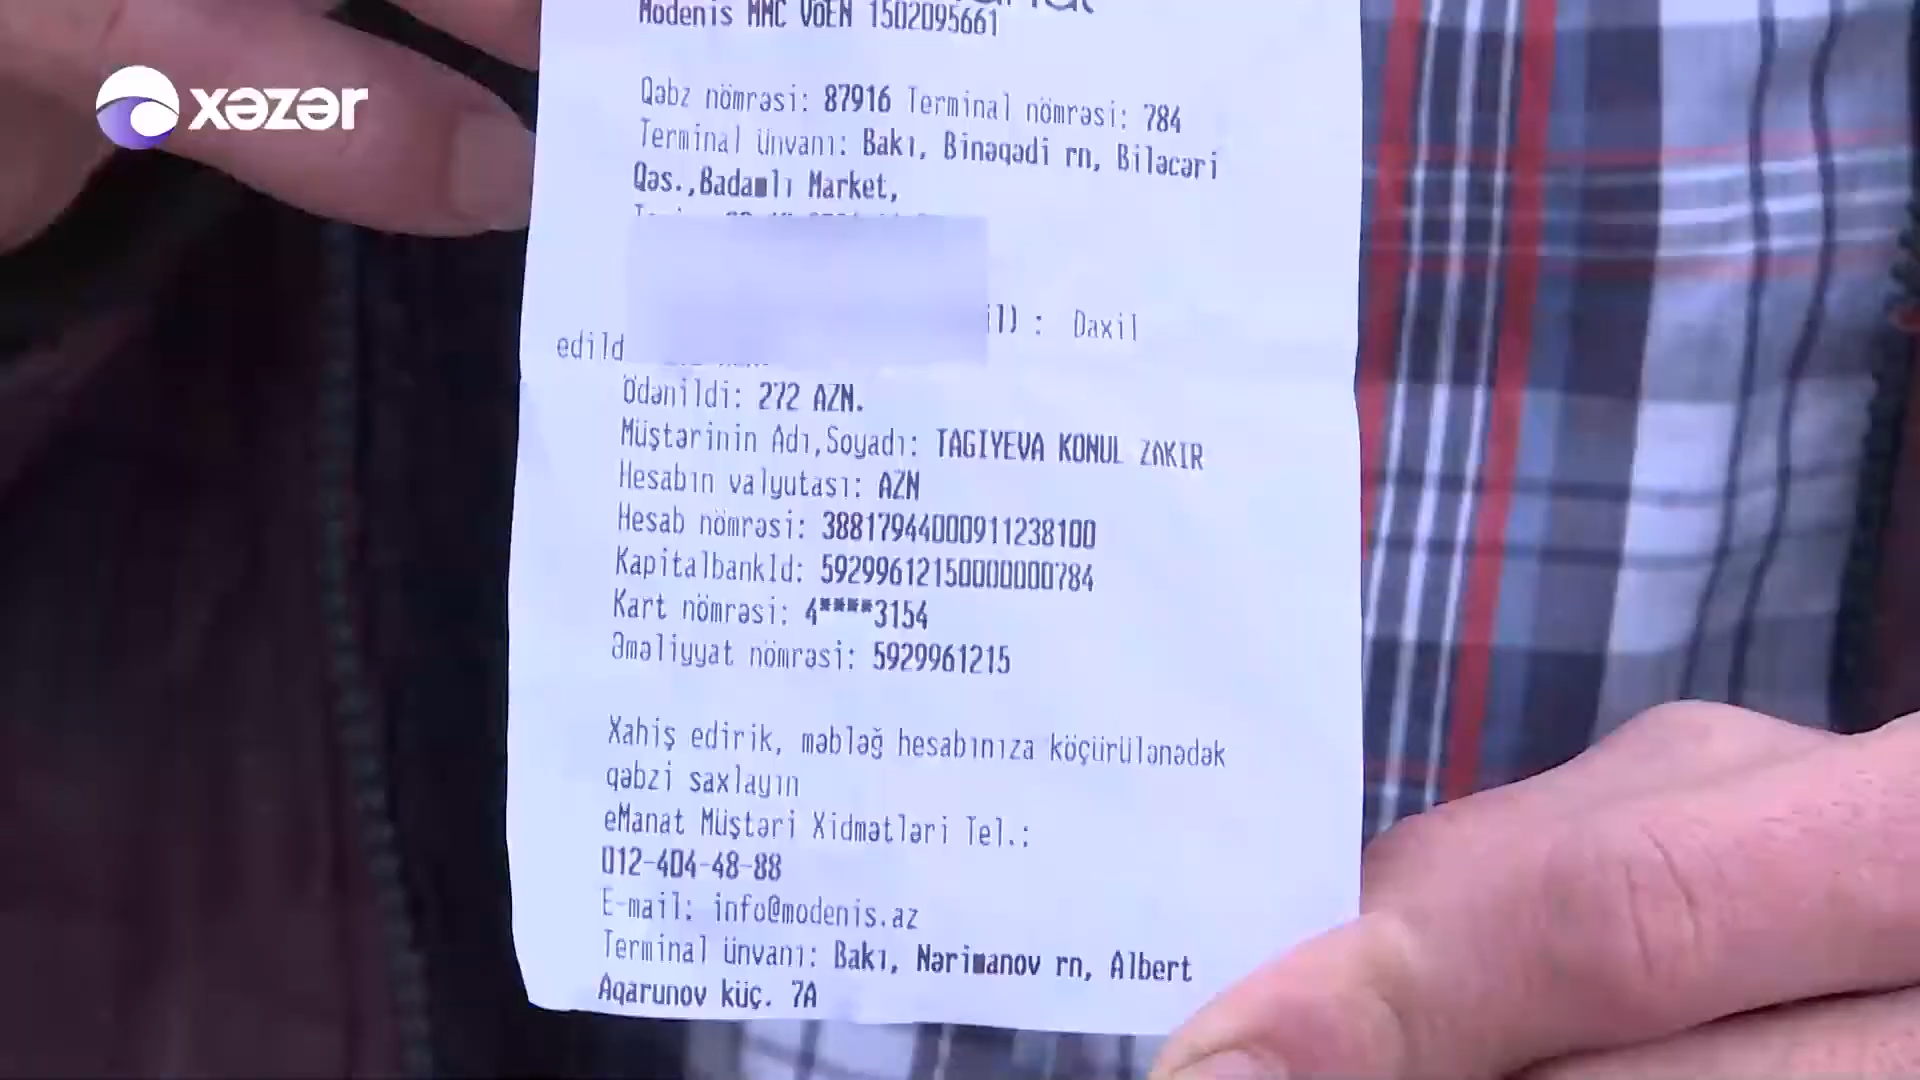 xəzər
Modenis MMC VÖEN 1502095661
Qəbz nömrəsi: 87916 Terminal nömrəsi: 784
Terminal ünvanı: Bakı, Binəqədi rn, Biləcəri
Qəs.,Badamlı Market,
Daxil
Ödənildi: 272 AZN.
Müştərinin Adı,Soyadı: TAGIYEVA KONUL ZAKIR
Hesabın valyutası: AZN
Hesab nömrəsi: 38817944000911238100
KapitalbankId: 59299612150000000784
Kart nömrəsi: 4****3154
Əməliyyat nömrəsi: 5929961215
Xahiş edirik, məbləğ hesabınıza köçürülənədək
qəbzi saxlayın
eManat Müştəri Xidmətləri Tel.:
012-404-48-88
E-mail: info@modenis.az
Terminal ünvanı: Bakı, Nərimanov rn, Albert
Aqarunov küç. 7A